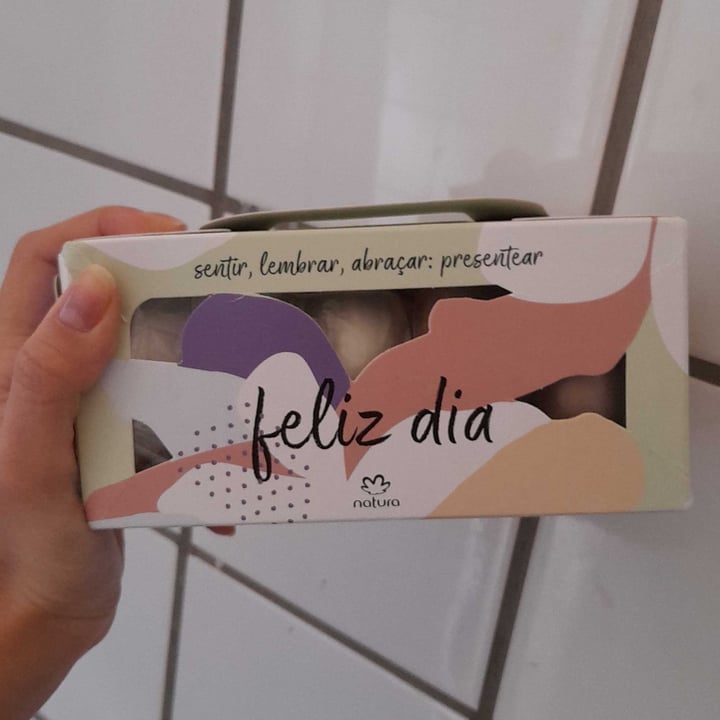 sentir, lembrar, abraçar: presentear
feliz dia
natura